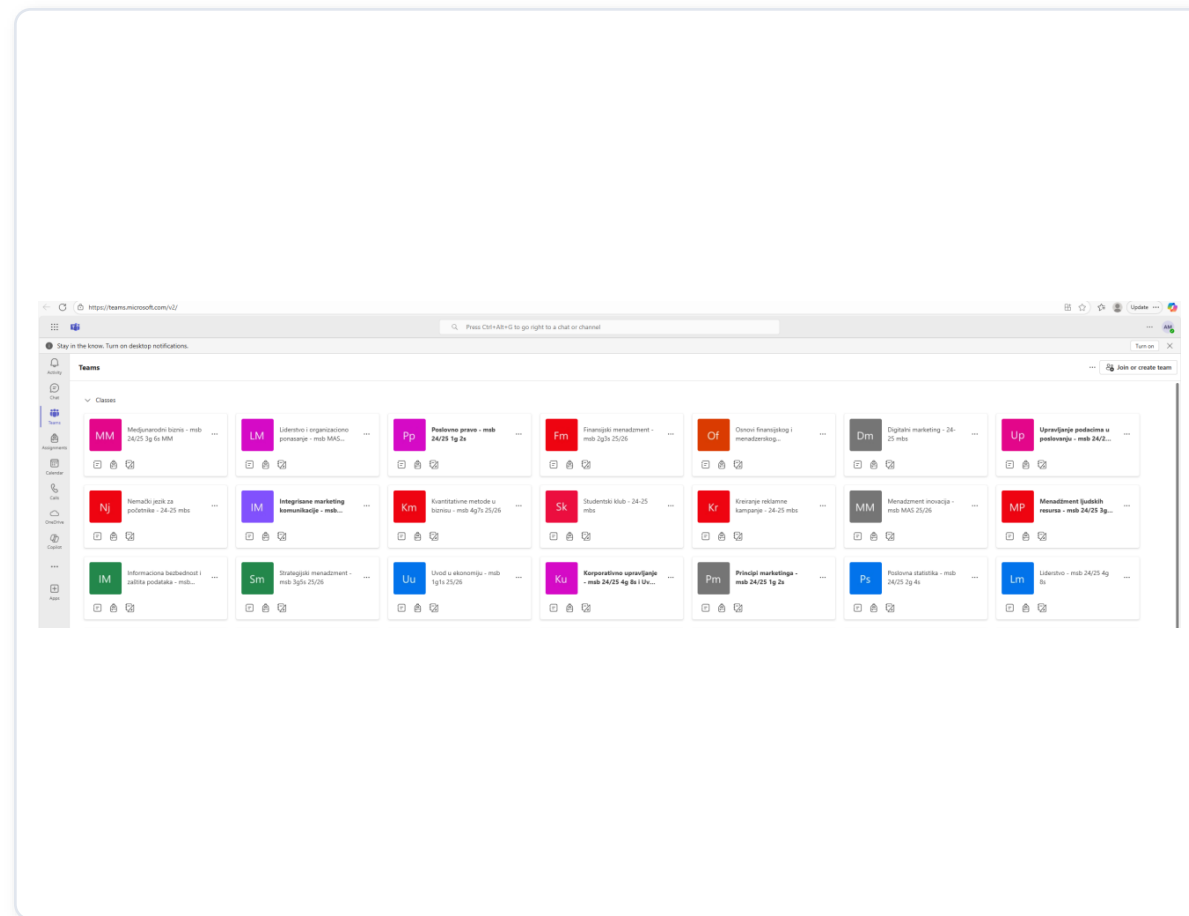 https://teams.microsoft.com/v2/
Update
Press Ctrl+Alt+G to go right to a chat or channel
AM
Stay in the know. Turn on desktop notifications.
Turn on
Activity
Chat
Teams
Assignments
Calendar
Calls
OneDrive
Copilot
Apps
Teams
Join or create team
Classes
MM
Medjunarodni biznis - msb
24/25 3g 6s MM
LM
Liderstvo i organizaciono
ponasanje - msb MAS...
Pp
Poslovno pravo - msb
24/25 1g 2s
Fm
Finansijski menadzment -
msb 2g3s 25/26
Of
Osnovi finansijskog i
menadzerskog...
Dm
Digitalni marketing - 24-
25 mbs
Up
Upravljanje podacima u
poslovanju - msb 24/2...
Nj
Nemački jezik za
početnike - 24-25 mbs
IM
Integrisane marketing
komunikacije - msb...
Km
Kvantitativne metode u
biznisu - msb 4g7s 25/26
Sk
Studentski klub - 24-25
mbs
Kr
Kreiranje reklamne
kampanje - 24-25 mbs
MM
Menadzment inovacija -
msb MAS 25/26
MP
Menadžment ljudskih
resursa - msb 24/25 3g...
IM
Informaciona bezbednost i
zaštita podataka - msb...
Sm
Strategijski menadzment -
msb 3g5s 25/26
Uu
Uvod u ekonomiju - msb
1g1s 25/26
Ku
Korporativno upravljanje
- msb 24/25 4g 8s i Uv...
Pm
Principi marketinga -
msb 24/25 1g 2s
Ps
Poslovna statistika - msb
24/25 2g 4s
Lm
Liderstvo - msb 24/25 4g
8s